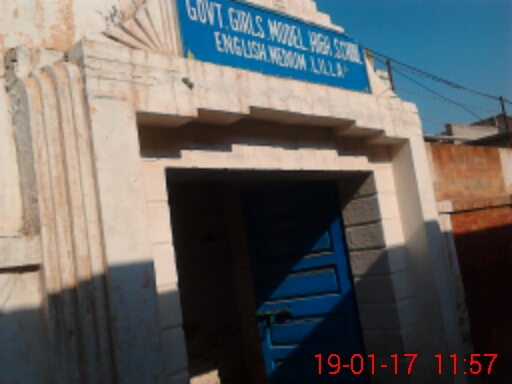 GOVT. GIRLS. MODEL HIGH. SCHOOL
ENGLISH. MEDIUM .LILLA
19-01-17 11:57